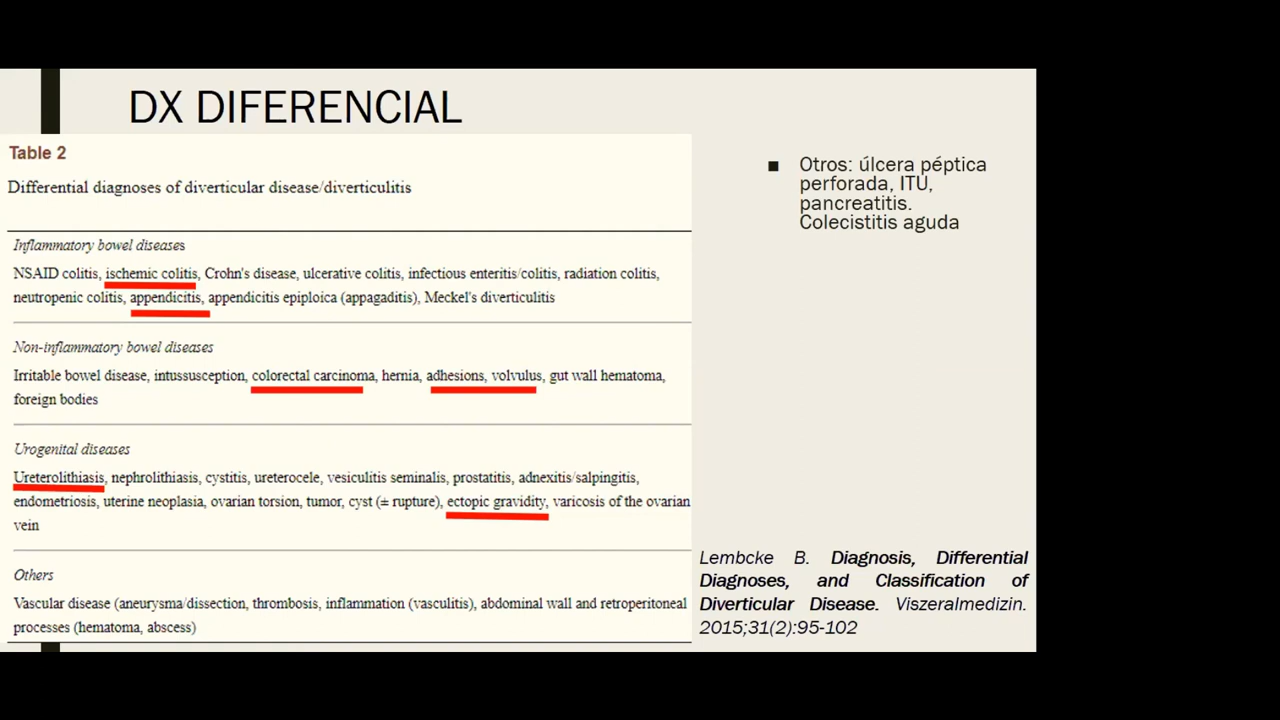 DX DIFERENCIAL
Table 2
Differential diagnoses of diverticular disease/diverticulitis
Inflammatory bowel diseases
NSAID colitis, ischemic colitis, Crohn's disease, ulcerative colitis, infectious enteritis/colitis, radiation colitis,
neutropenic colitis, appendicitis, appendicitis epiploica (appagaditis), Meckel's diverticulitis
Non-inflammatory bowel diseases
Irritable bowel disease, intussusception, colorectal carcinoma, hernia, adhesions, volvulus, gut wall hematoma,
foreign bodies
Urogenital diseases
Ureterolithiasis, nephrolithiasis, cystitis, ureterocele, vesiculitis seminalis, prostatitis, adnexitis/salpingitis,
endometriosis, uterine neoplasia, ovarian torsion, tumor, cyst (± rupture), ectopic gravidity, varicosis of the ovarian
vein
Others
Vascular disease (aneurysma/dissection, thrombosis, inflammation (vasculitis), abdominal wall and retroperitoneal
processes (hematoma, abscess)
■ Otros: úlcera péptica
perforada, ITU,
pancreatitis.
Colecistitis aguda
Lembcke B. Diagnosis, Differential
Diagnoses, and Classification of
Diverticular Disease. Viszeralmedizin.
2015;31(2):95-102